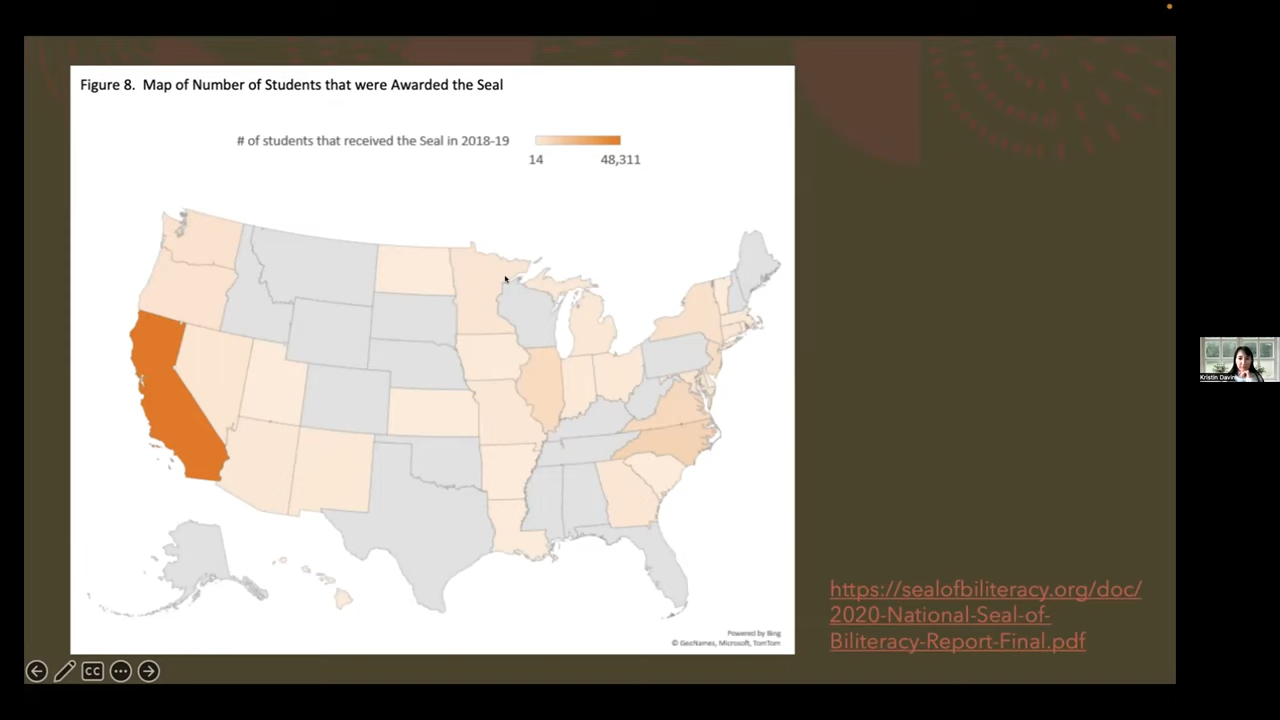 Figure 8.  Map of Number of Students that were Awarded the Seal
# of students that received the Seal in 2018-19
14
48,311
Powered by Bing
© GeoNames, Microsoft, TomTom
https://sealofbiliteracy.org/doc/
2020-National-Seal-of-
Biliteracy-Report-Final.pdf
Kristin
CC